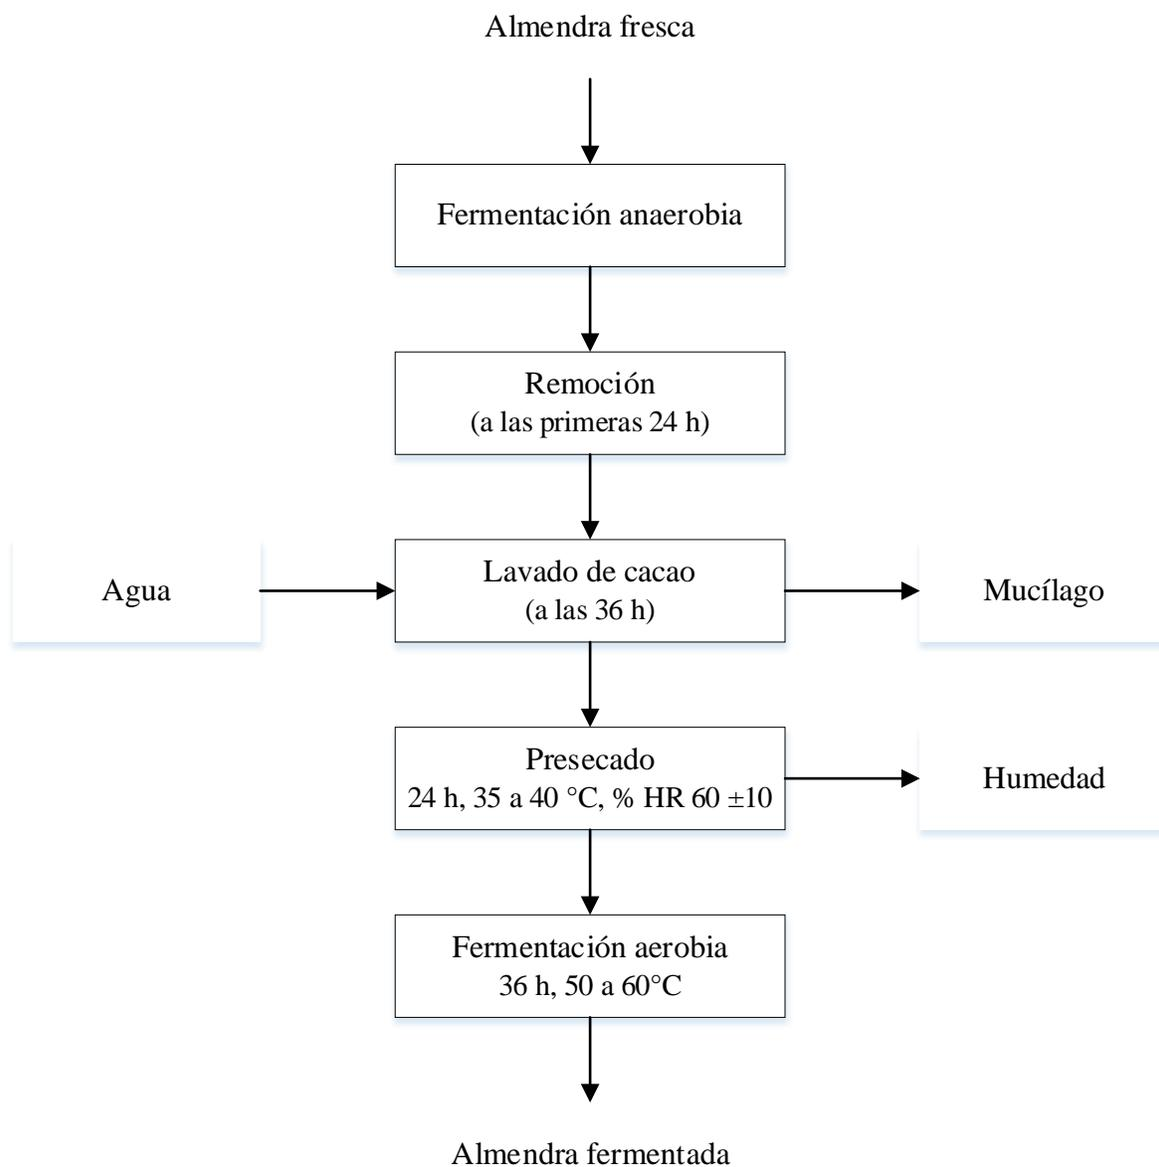 Almendra fresca
Fermentación anaerobia
Remoción
(a las primeras 24 h)
Agua
Lavado de cacao
(a las 36 h)
Mucílago
Presecado
24 h, 35 a 40 °C, % HR 60 ±10
Humedad
Fermentación aerobia
36 h, 50 a 60°C
Almendra fermentada